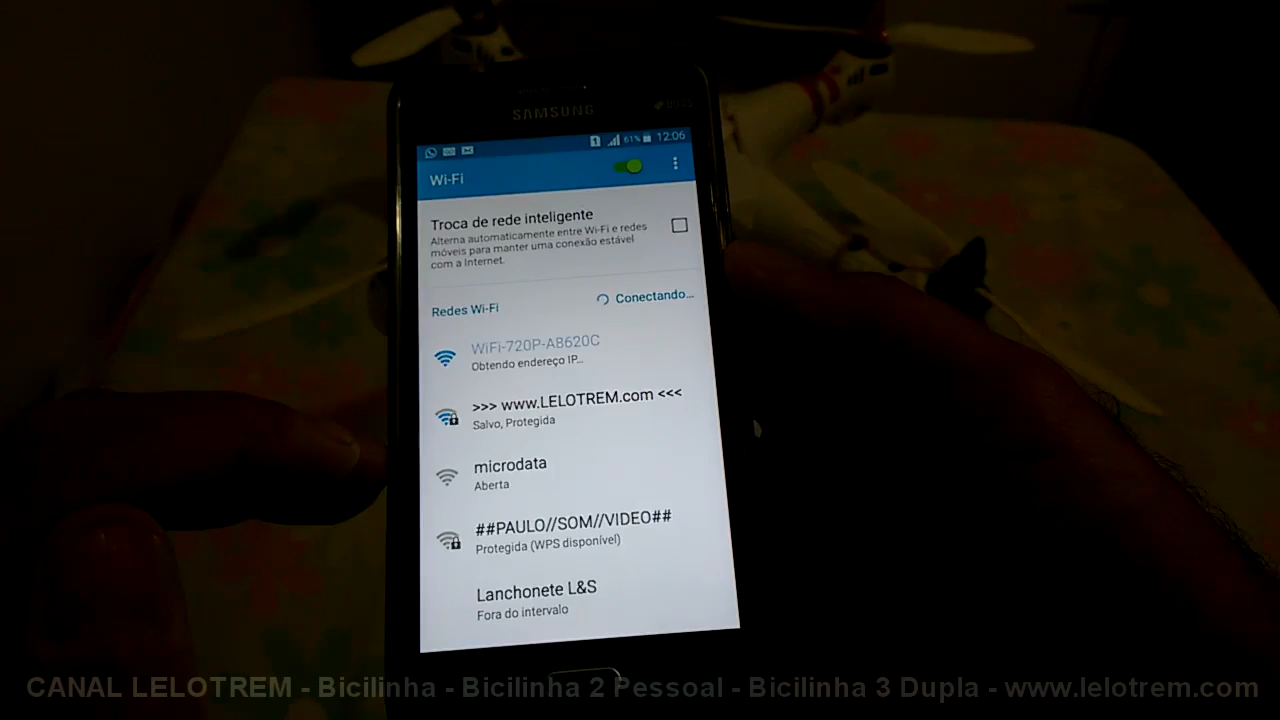 SAMSUNG
61% 12:06
Wi-Fi
Troca de rede inteligente
Alterna automaticamente entre Wi-Fi e redes
móveis para manter uma conexão estável
com a Internet.
Redes Wi-Fi Conectando...
WiFi-720P-A8620C
Obtendo endereço IP...
>>> www.LELOTREM.com <<<
Salvo, Protegida
microdata
Aberta
##PAULO//SOM//VIDEO##
Protegida (WPS disponível)
Lanchonete L&S
Fora do intervalo
CANAL LELOTREM - Bicilinha - Bicilinha 2 Pessoal - Bicilinha 3 Dupla - www.lelotrem.com